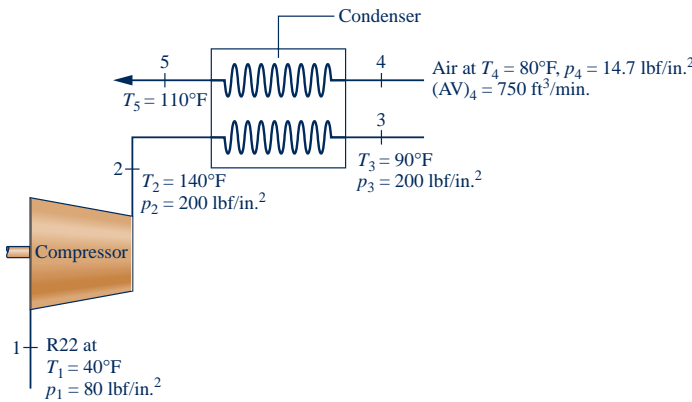 Condenser
5
4
Air at T4 = 80°F, p4 = 14.7 lbf/in.²
(AV)4 = 750 ft³/min.
T5 = 110°F
3
2
T2 = 140°F
p2 = 200 lbf/in.²
T3 = 90°F
p3 = 200 lbf/in.²
Compressor
1
R22 at
T1 = 40°F
p1 = 80 lbf/in.²